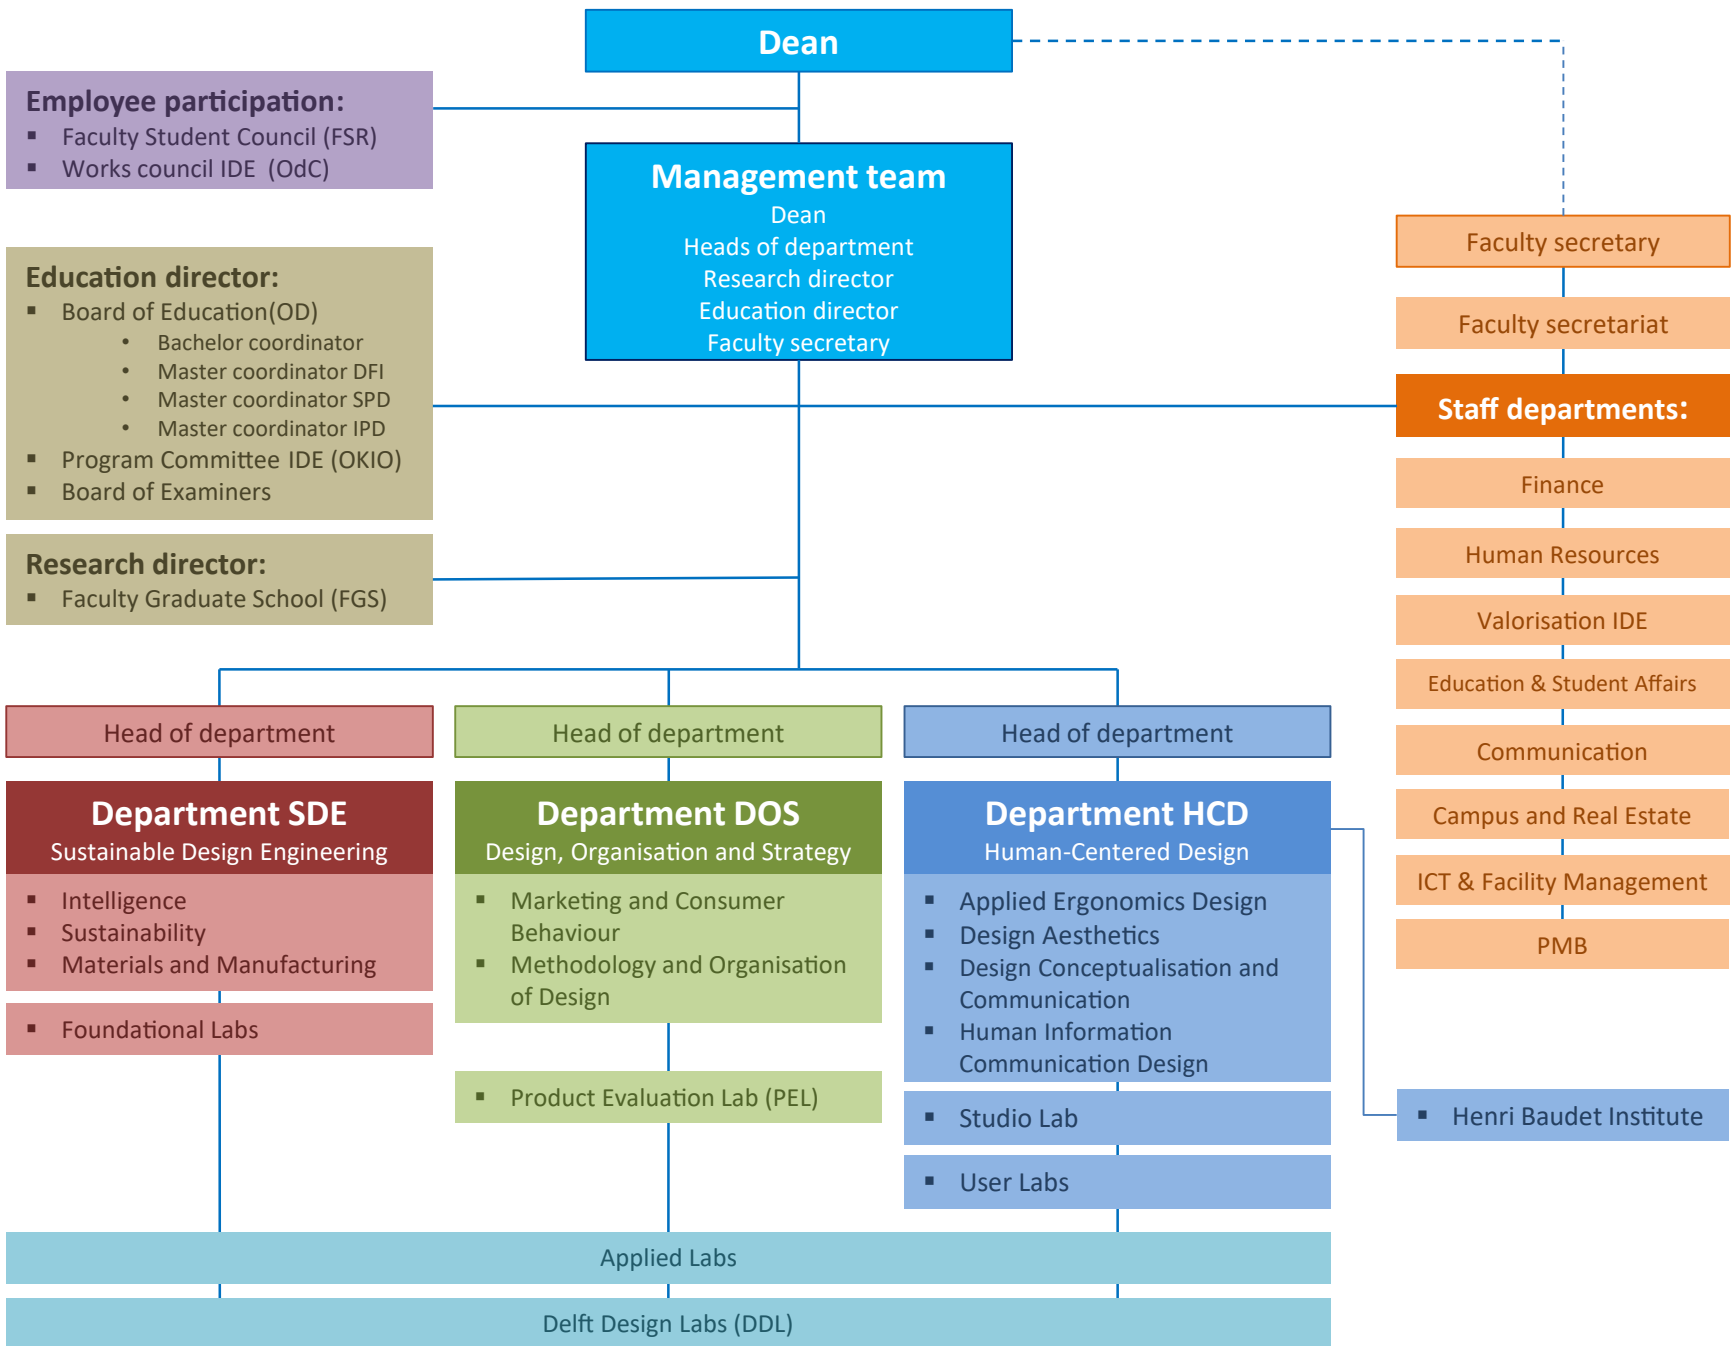 Dean
Employee participation:
▪ Faculty Student Council (FSR)
▪ Works council IDE (OdC)
Management team
Dean
Heads of department
Research director
Education director
Faculty secretary
Education director:
▪ Board of Education(OD)
• Bachelor coordinator
• Master coordinator DFI
• Master coordinator SPD
• Master coordinator IPD
▪ Program Committee IDE (OKIO)
▪ Board of Examiners
Research director:
▪ Faculty Graduate School (FGS)
Faculty secretary
Faculty secretariat
Staff departments:
Finance
Human Resources
Valorisation IDE
Education & Student Affairs
Communication
Campus and Real Estate
ICT & Facility Management
PMB
Head of department
Department SDE
Sustainable Design Engineering
▪ Intelligence
▪ Sustainability
▪ Materials and Manufacturing
▪ Foundational Labs
Head of department
Department DOS
Design, Organisation and Strategy
▪ Marketing and Consumer
Behaviour
▪ Methodology and Organisation
of Design
▪ Product Evaluation Lab (PEL)
Head of department
Department HCD
Human-Centered Design
▪ Applied Ergonomics Design
▪ Design Aesthetics
▪ Design Conceptualisation and
Communication
▪ Human Information
Communication Design
▪ Studio Lab
▪ User Labs
▪ Henri Baudet Institute
Applied Labs
Delft Design Labs (DDL)